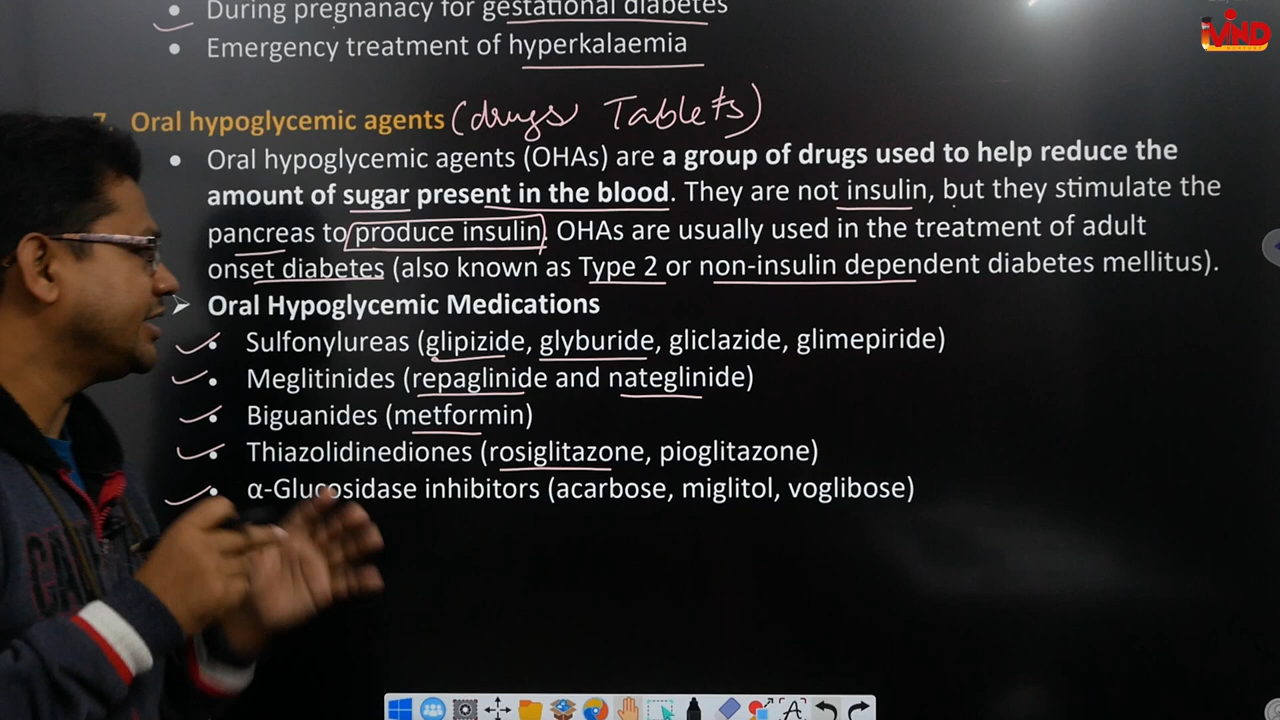 During pregnanacy for gestational diabetes
Emergency treatment of hyperkalaemia
7. Oral hypoglycemic agents (drugs Tablets)
Oral hypoglycemic agents (OHAs) are a group of drugs used to help reduce the
amount of sugar present in the blood. They are not insulin, but they stimulate the
pancreas to produce insulin. OHAs are usually used in the treatment of adult
onset diabetes (also known as Type 2 or non-insulin dependent diabetes mellitus).
Oral Hypoglycemic Medications
Sulfonylureas (glipizide, glyburide, gliclazide, glimepiride)
Meglitinides (repaglinide and nateglinide)
Biguanides (metformin)
Thiazolidinediones (rosiglitazone, pioglitazone)
α-Glucosidase inhibitors (acarbose, miglitol, voglibose)